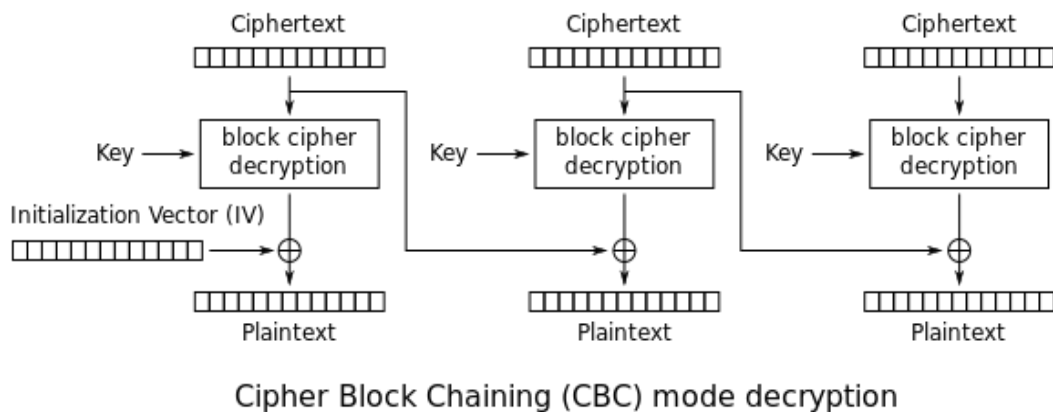 Ciphertext
Ciphertext
Ciphertext
Key
block cipher
decryption
Key
block cipher
decryption
Key
block cipher
decryption
Initialization Vector (IV)
Plaintext
Plaintext
Plaintext
Cipher Block Chaining (CBC) mode decryption